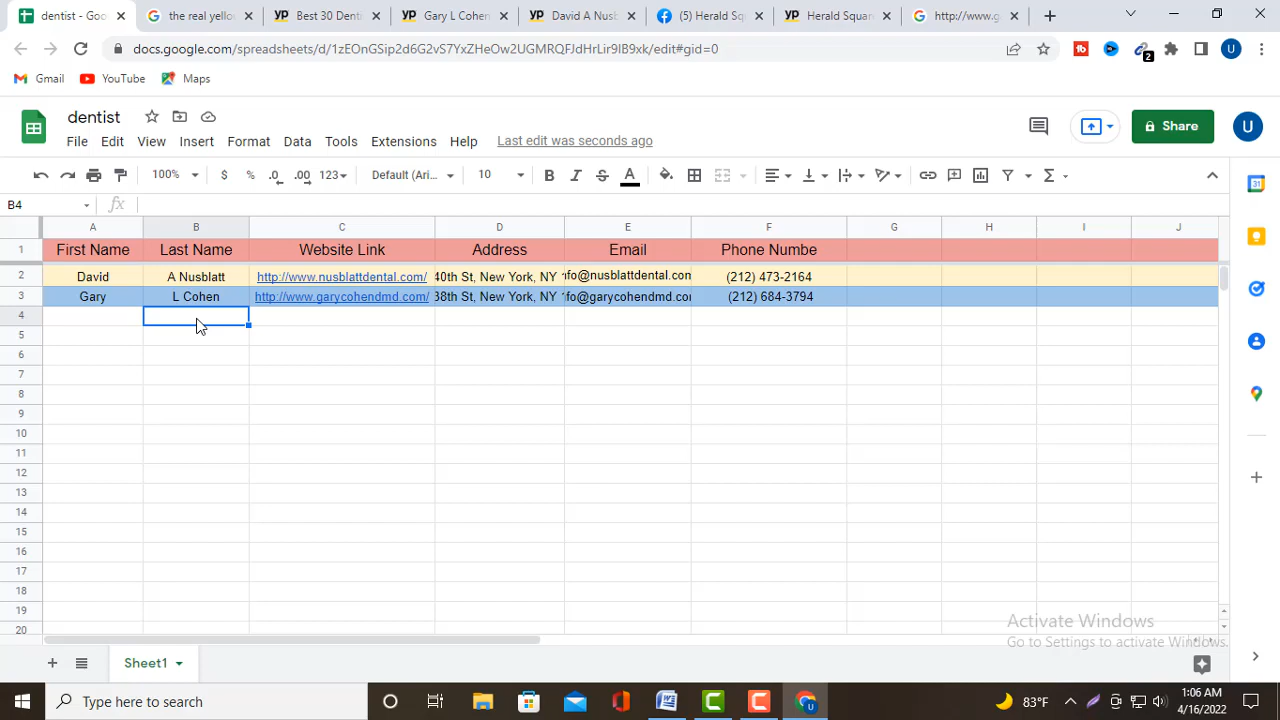 dentist - Goo
the real yello
Best 30 Denti
Gary L Cohen
David A Nusb
(5) Herald Squ
Herald Square
http://www.g
docs.google.com/spreadsheets/d/1zEOnGSip2d6G2vS7YxZHeOw2UGMRQFJdHrLir9IB9xk/edit#gid=0
2
U
Gmail
YouTube
Maps
dentist
File Edit View Insert Format Data Tools Extensions Help Last edit was seconds ago
Share
U
100% $ % .0 .00 123 Default (Ari... 10 B I S A
B4 fx
A B C D E F G H I J
1 First Name Last Name Website Link Address Email Phone Numbe
2 David A Nusblatt http://www.nusblattdental.com/ 40th St, New York, NY nfo@nusblattdental.com (212) 473-2164
3 Gary L Cohen http://www.garycohendmd.com/ 38th St, New York, NY nfo@garycohendmd.cor (212) 684-3794
4
5
6
7
8
9
10
11
12
13
14
15
16
17
18
19
20
31
Activate Windows
Go to Settings to activate Windows.
Sheet1
Type here to search
83°F
1:06 AM
4/16/2022